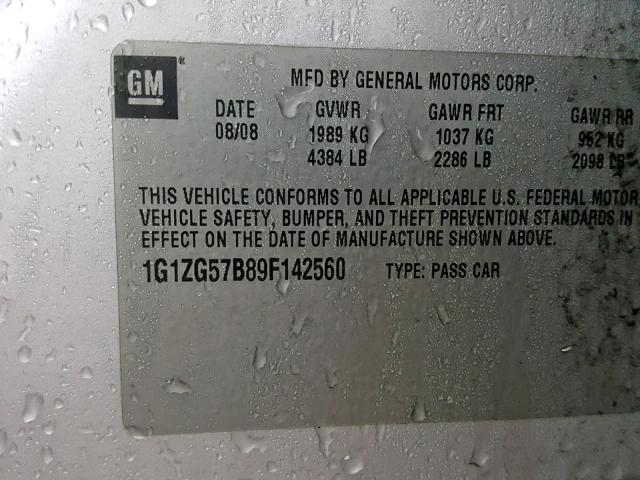 GM ®
MFD BY GENERAL MOTORS CORP.
DATE GVWR GAWR FRT GAWR RR
08/08 1989 KG 1037 KG 952 KG
4384 LB 2286 LB 2098 LB
THIS VEHICLE CONFORMS TO ALL APPLICABLE U.S. FEDERAL MOTOR
VEHICLE SAFETY, BUMPER, AND THEFT PREVENTION STANDARDS IN
EFFECT ON THE DATE OF MANUFACTURE SHOWN ABOVE.
1G1ZG57B89F142560 TYPE: PASS CAR